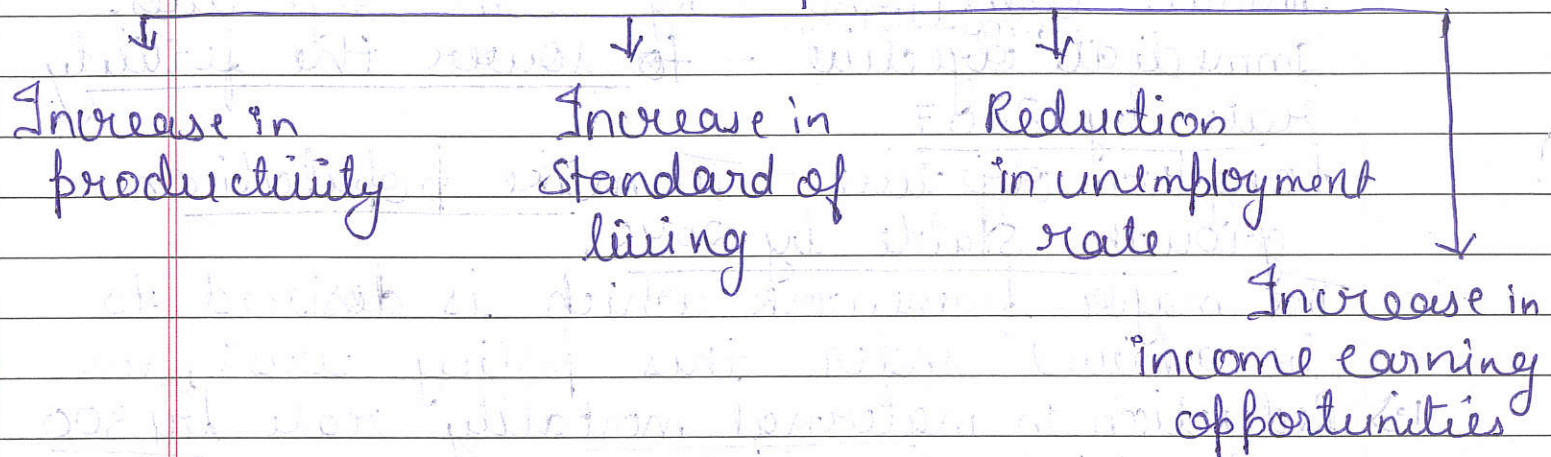 Increase in
productivity
Increase in
standard of
living
Reduction
in unemployment
rate
Increase in
income earning
opportunities